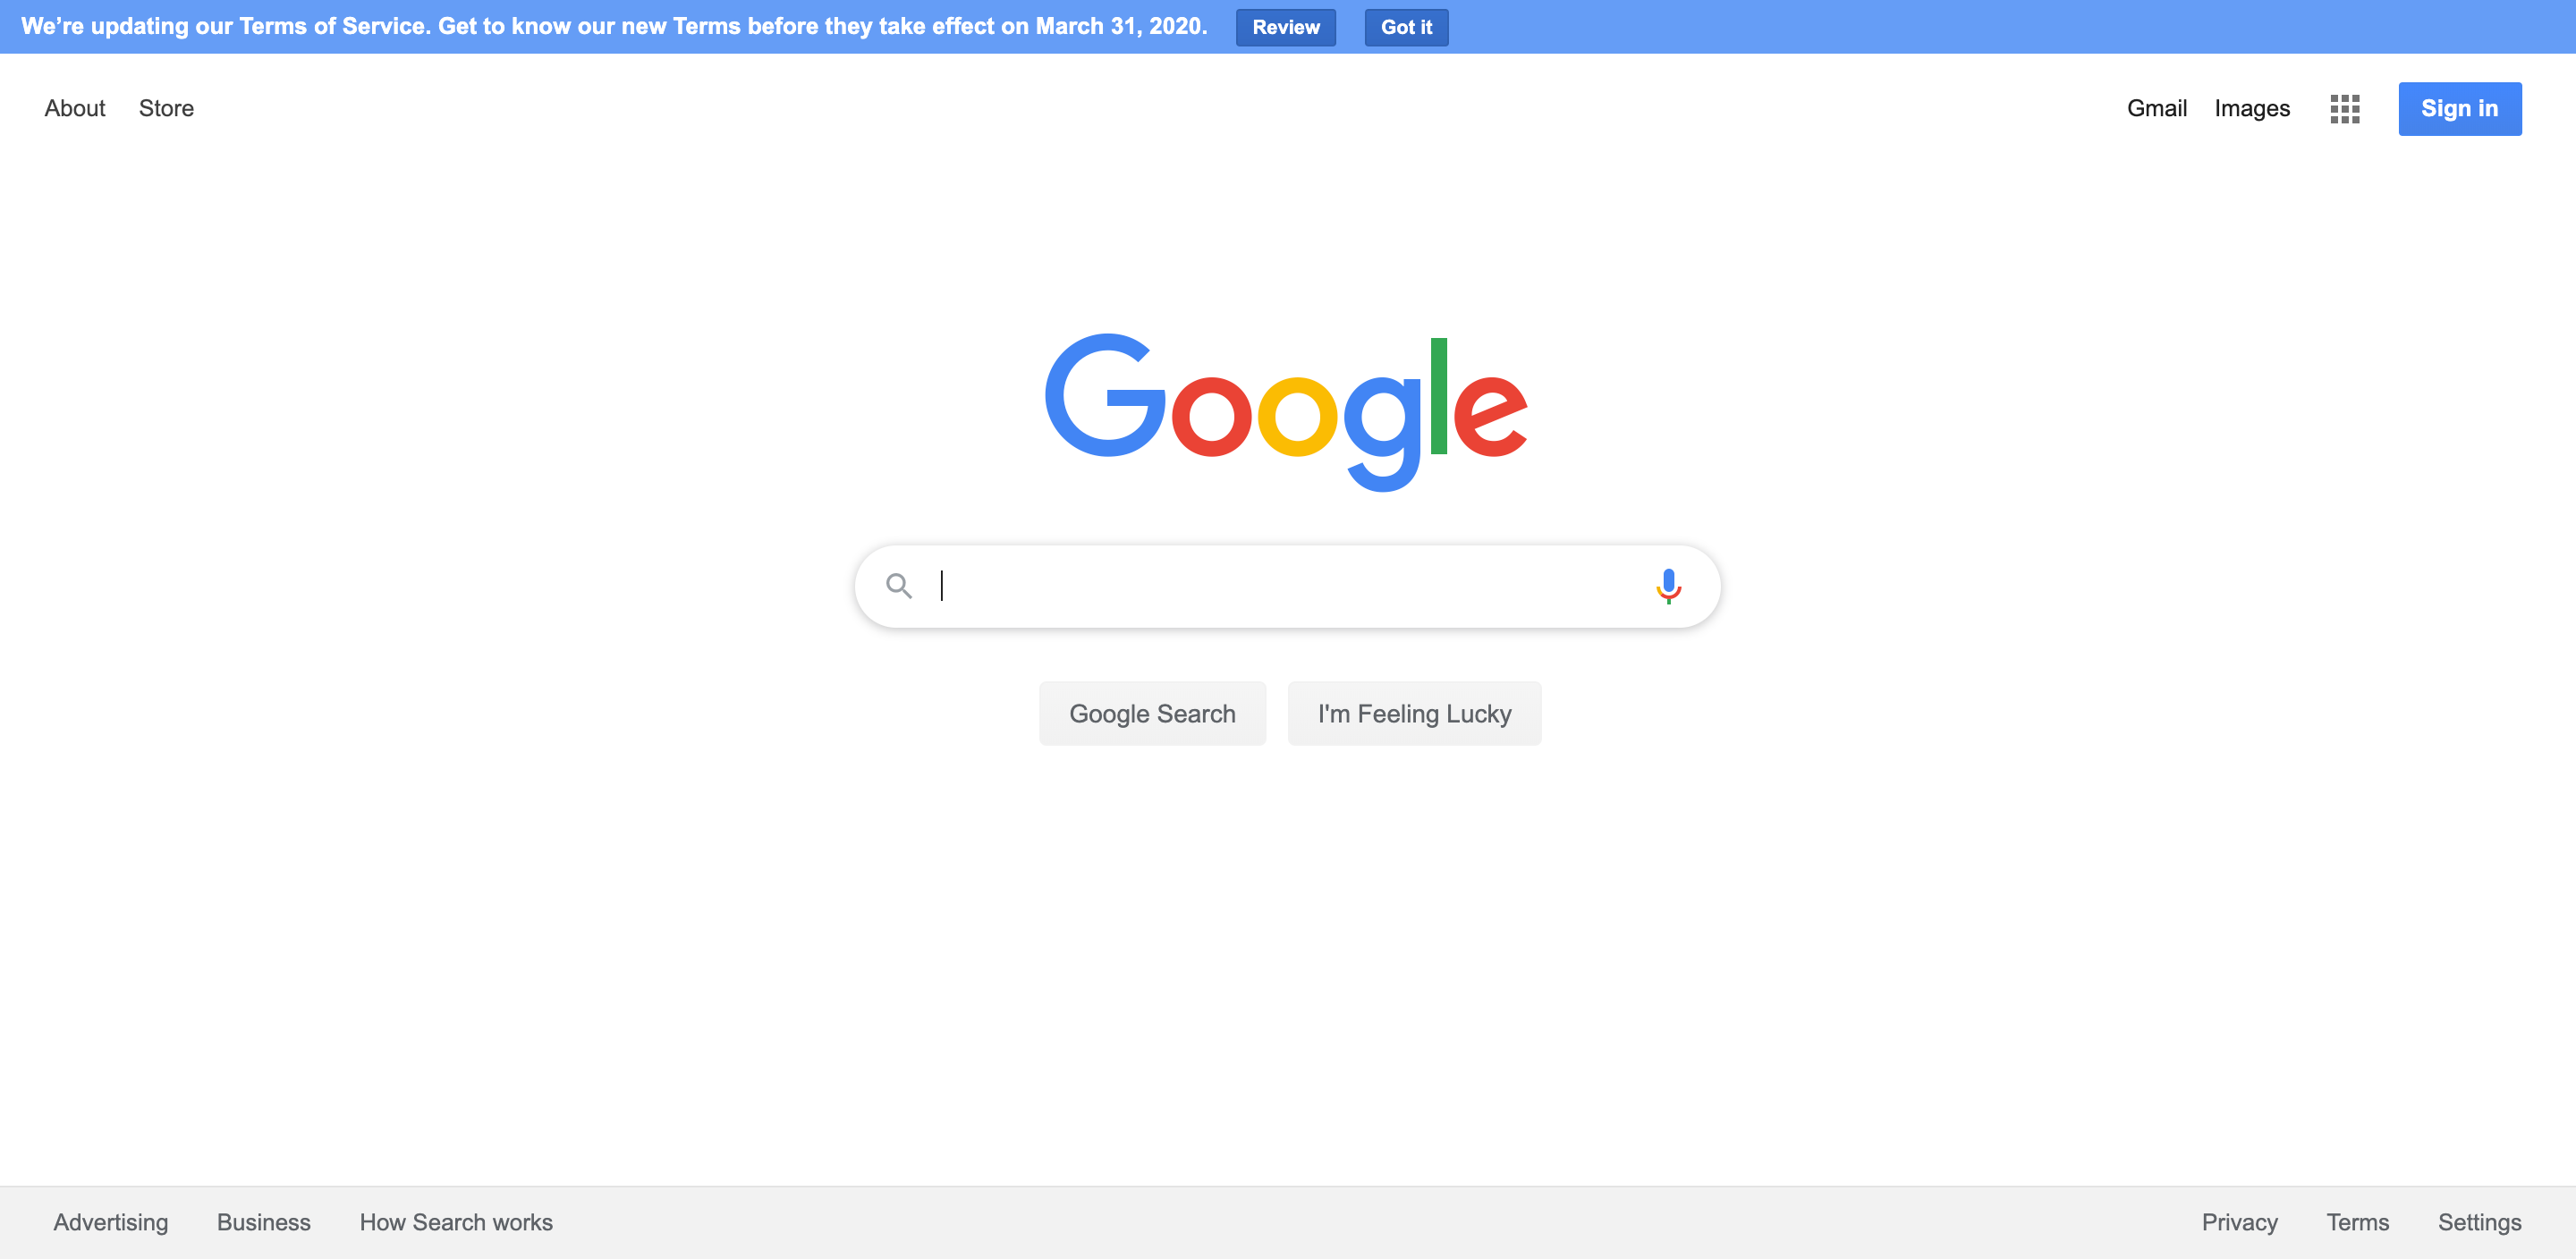 We’re updating our Terms of Service. Get to know our new Terms before they take effect on March 31, 2020. Review Got it
About Store Gmail Images Sign in
Google
Google Search I'm Feeling Lucky
Advertising Business How Search works Privacy Terms Settings